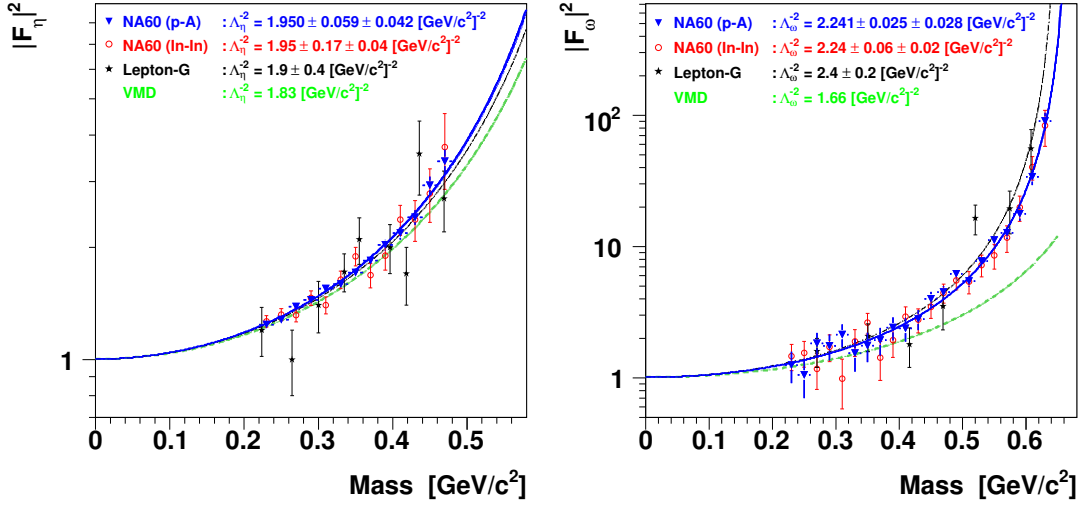 |F_η|²
NA60 (p-A) : Λ_η⁻² = 1.950 ± 0.059 ± 0.042 [GeV/c²]⁻²
NA60 (In-In) : Λ_η⁻² = 1.95 ± 0.17 ± 0.04 [GeV/c²]⁻²
Lepton-G : Λ_η⁻² = 1.9 ± 0.4 [GeV/c²]⁻²
VMD : Λ_η⁻² = 1.83 [GeV/c²]⁻²
1
0 0.1 0.2 0.3 0.4 0.5
Mass [GeV/c²]
|F_ω|²
NA60 (p-A) : Λ_ω⁻² = 2.241 ± 0.025 ± 0.028 [GeV/c²]⁻²
NA60 (In-In) : Λ_ω⁻² = 2.24 ± 0.06 ± 0.02 [GeV/c²]⁻²
Lepton-G : Λ_ω⁻² = 2.4 ± 0.2 [GeV/c²]⁻²
VMD : Λ_ω⁻² = 1.66 [GeV/c²]⁻²
10²
10
1
0 0.1 0.2 0.3 0.4 0.5 0.6
Mass [GeV/c²]